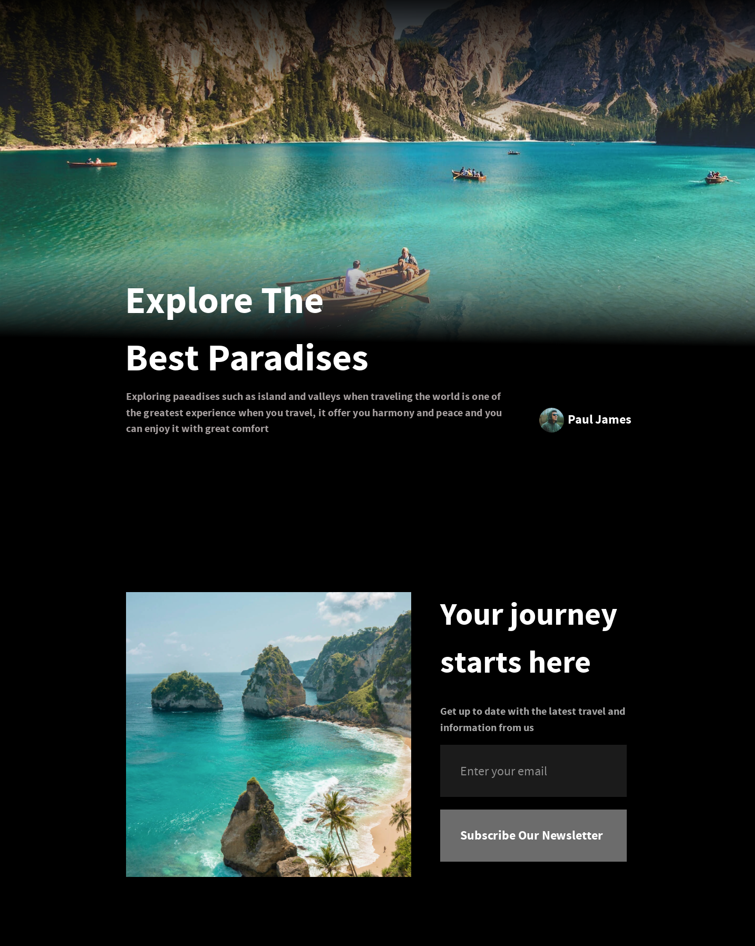 Explore The
Best Paradises
Exploring paeadises such as island and valleys when traveling the world is one of
the greatest experience when you travel, it offer you harmony and peace and you
can enjoy it with great comfort
Paul James
Your journey
starts here
Get up to date with the latest travel and
information from us
Enter your email
Subscribe Our Newsletter